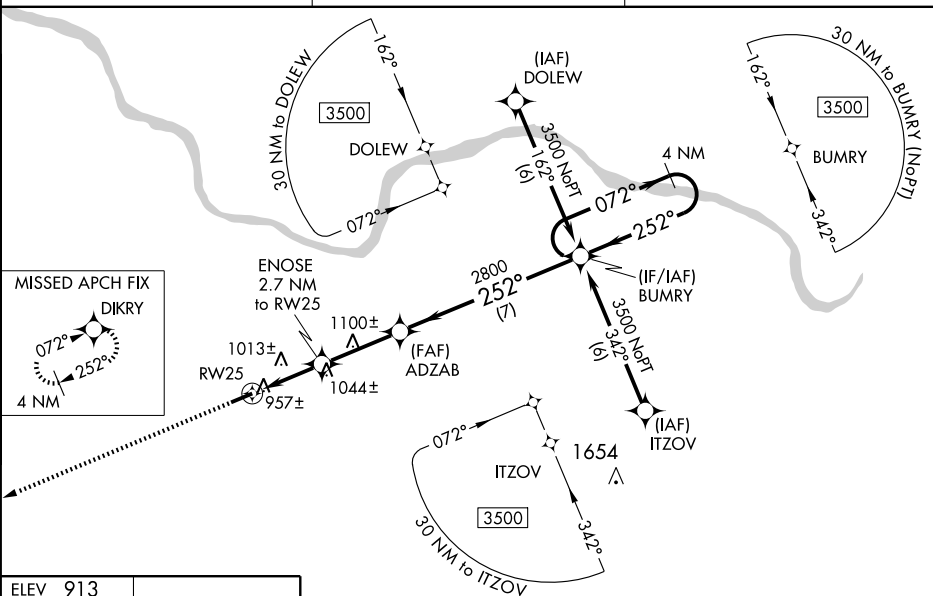 30 NM to DOLEW
162°
3500
DOLEW
072°
(IAF)
DOLEW
3500 NoPT
162°
(6)
4 NM
072°
252°
30 NM to BUMRY (NoPT)
162°
3500
BUMRY
342°
(IF/IAF)
BUMRY
2800
252°
(7)
ENOSE
2.7 NM
to RW25
1100±
1013±
(FAF)
ADZAB
RW25
957±
1044±
3500 NoPT
342°
(6)
(IAF)
ITZOV
MISSED APCH FIX
DIKRY
072°
252°
4 NM
072°
ITZOV
1654
3500
342°
30 NM to ITZOV
ELEV 913